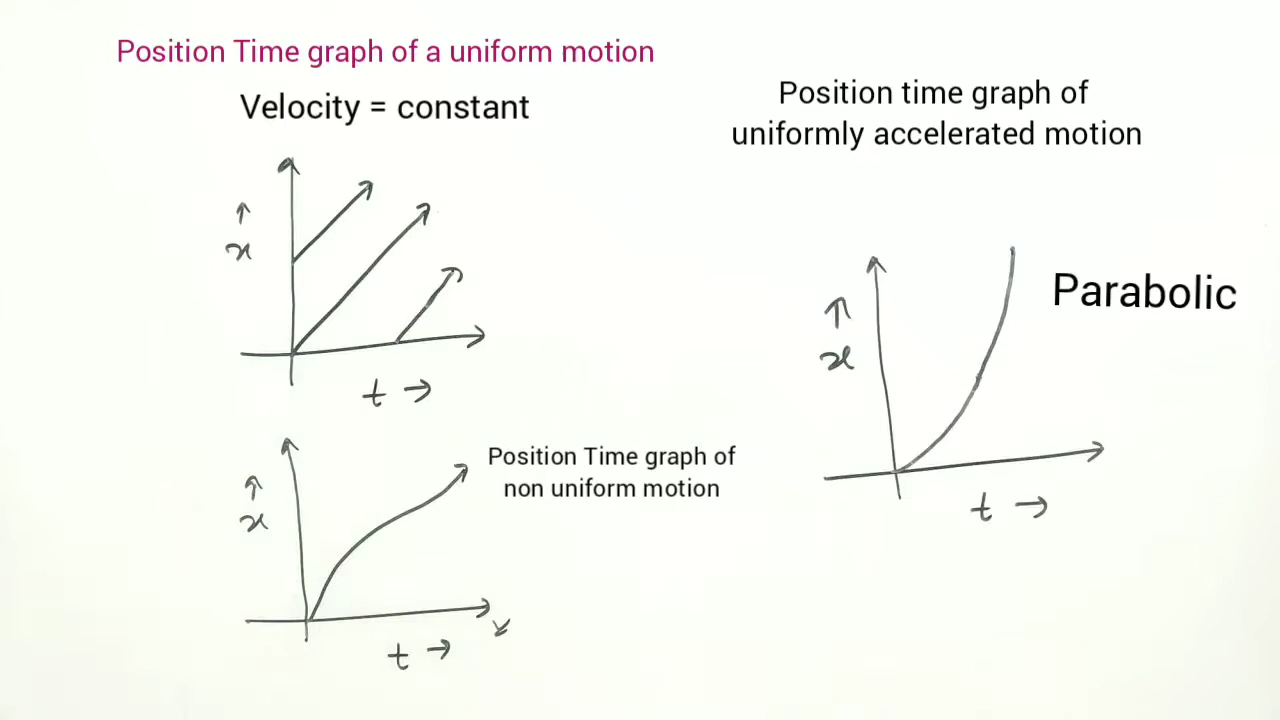 Position Time graph of a uniform motion
Velocity = constant
x
t
Position Time graph of
non uniform motion
x
t
Position time graph of
uniformly accelerated motion
Parabolic
x
t